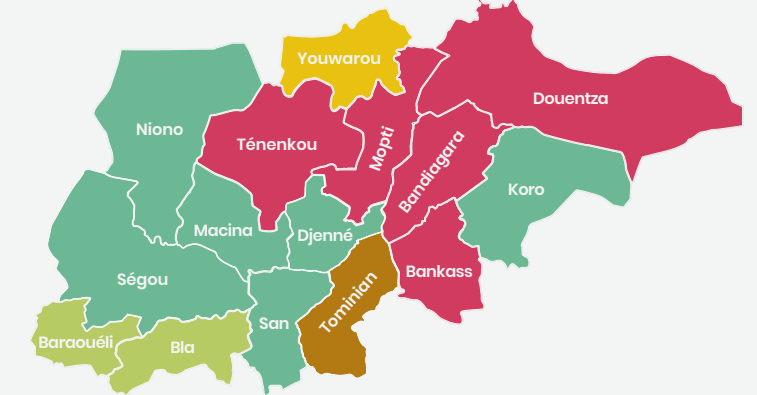 Youwarou
Douentza
Niono
Ténenkou
Mopti
Bandiagara
Koro
Macina
Djenné
Bankass
Ségou
Tominian
San
Baraouéli
Bla